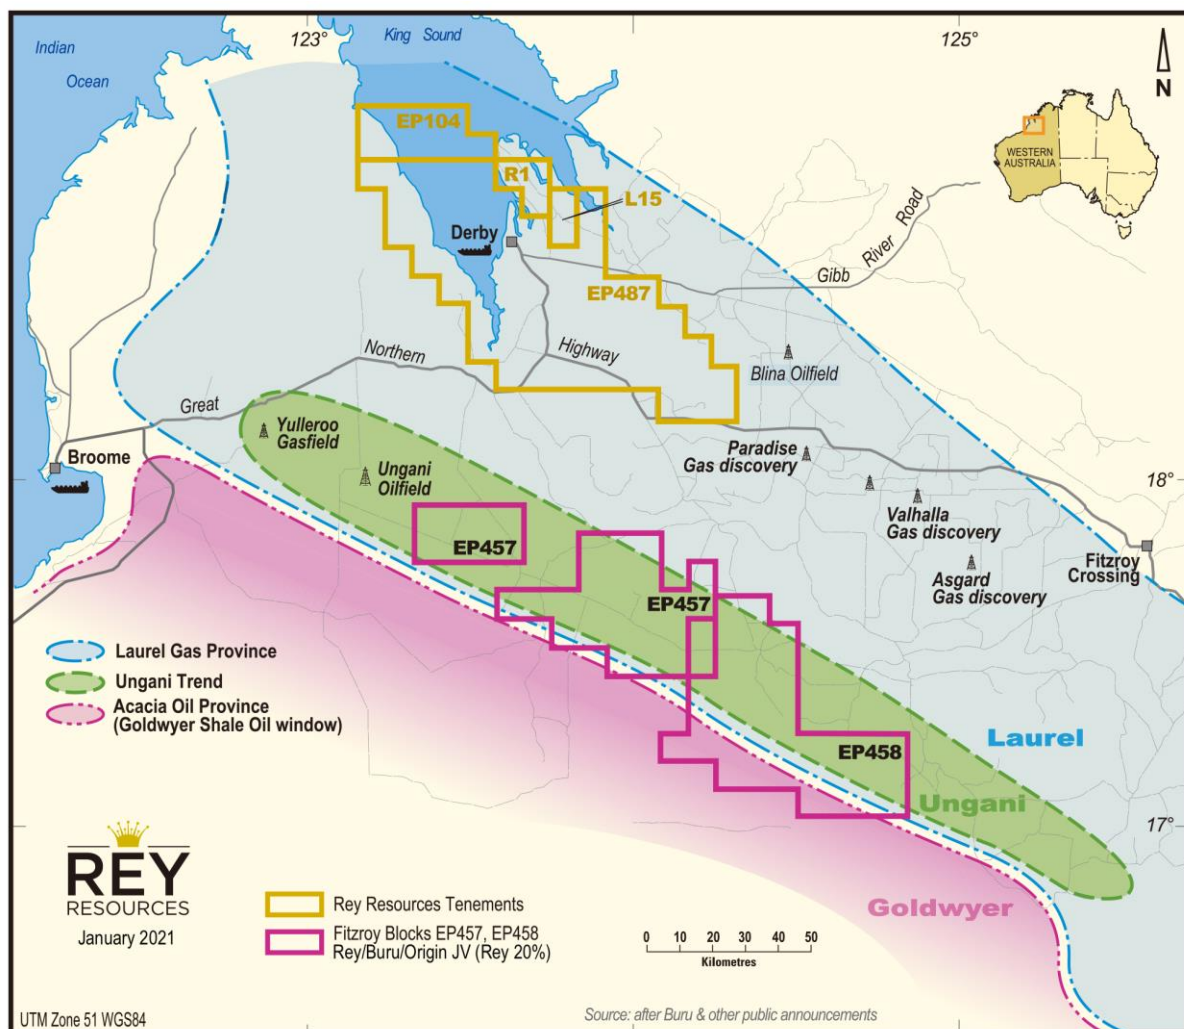 Indian
Ocean
123°
King Sound
125°
N
WESTERN
AUSTRALIA
EP104
R1
L15
Derby
Gibb River Road
EP487
Northern
Highway
Blina Oilfield
Great
Yulleroo
Gasfield
Broome
Ungani
Oilfield
Paradise
Gas discovery
18°
Valhalla
Gas discovery
Fitzroy
Crossing
Asgard
Gas discovery
EP457
EP457
Laurel Gas Province
Ungani Trend
Acacia Oil Province
(Goldwyer Shale Oil window)
Laurel
EP458
Ungani
17°
REY
RESOURCES
January 2021
Goldwyer
Rey Resources Tenements
Fitzroy Blocks EP457, EP458
Rey/Buru/Origin JV (Rey 20%)
0 10 20 30 40 50
Kilometres
UTM Zone 51 WGS84
Source: after Buru & other public announcements